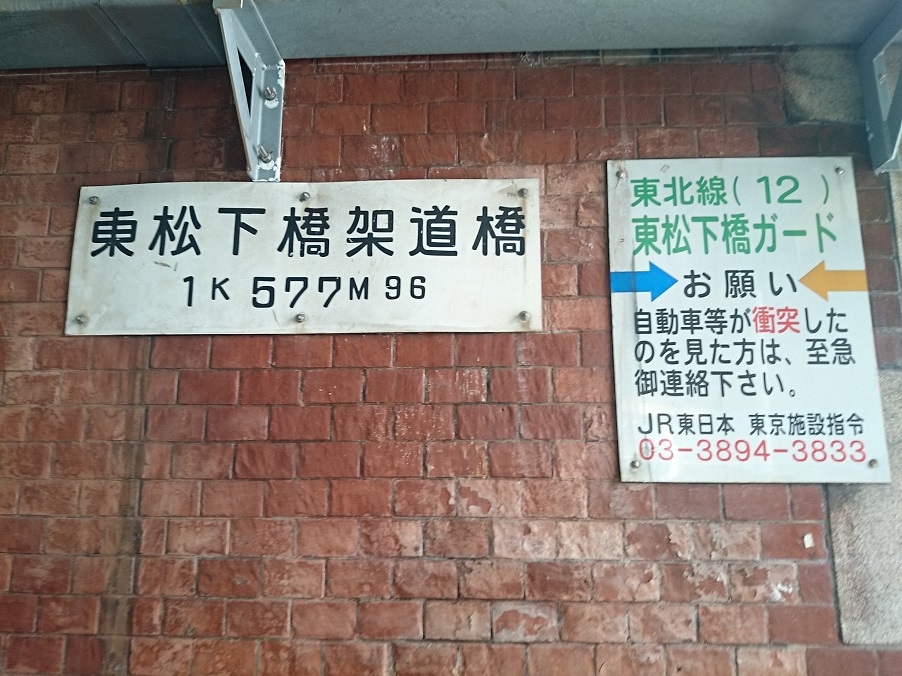 東松下橋架道橋
1K577M96
東北線(12)
東松下橋ガード
お願い
自動車等が衝突した
のを見た方は、至急
御連絡下さい。
JR東日本 東京施設指令
03-3894-3833